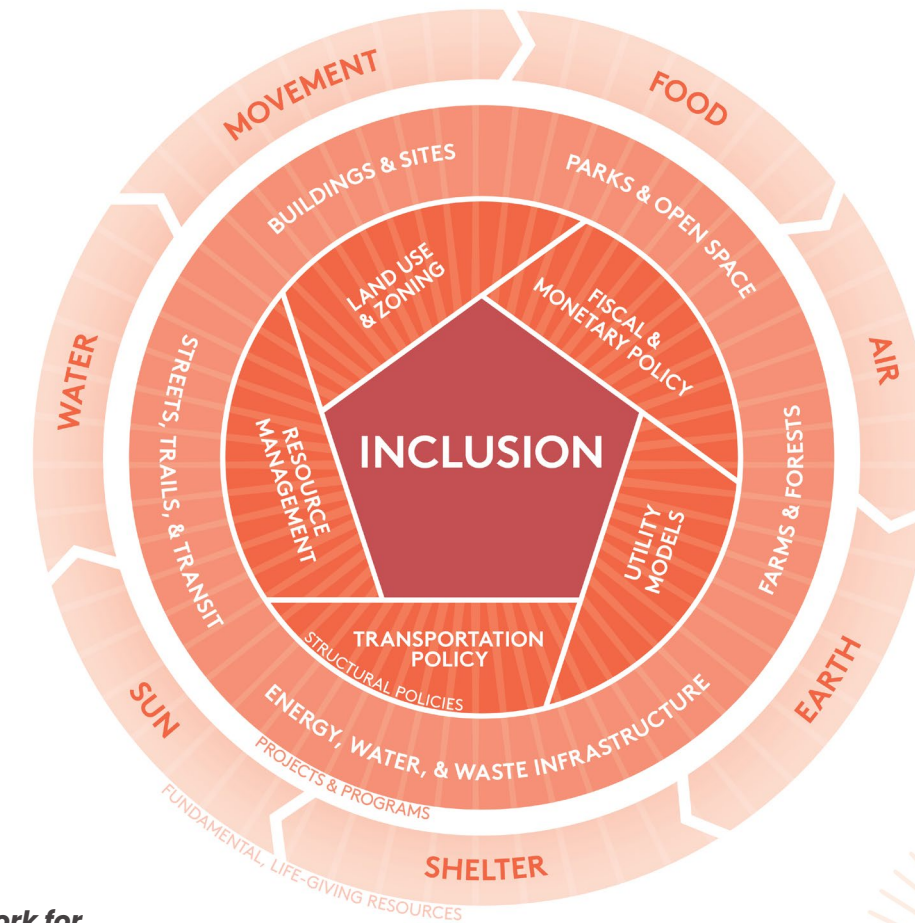 MOVEMENT
FOOD
AIR
EARTH
SHELTER
SUN
WATER
BUILDINGS & SITES
PARKS & OPEN SPACE
FARMS & FORESTS
ENERGY, WATER, & WASTE INFRASTRUCTURE
STREETS, TRAILS, & TRANSIT
LAND USE
& ZONING
FISCAL &
MONETARY POLICY
UTILITY
MODELS
TRANSPORTATION
POLICY
RESOURCE
MANAGEMENT
INCLUSION
STRUCTURAL POLICIES
PROJECTS & PROGRAMS
FUNDAMENTAL, LIFE-GIVING RESOURCES